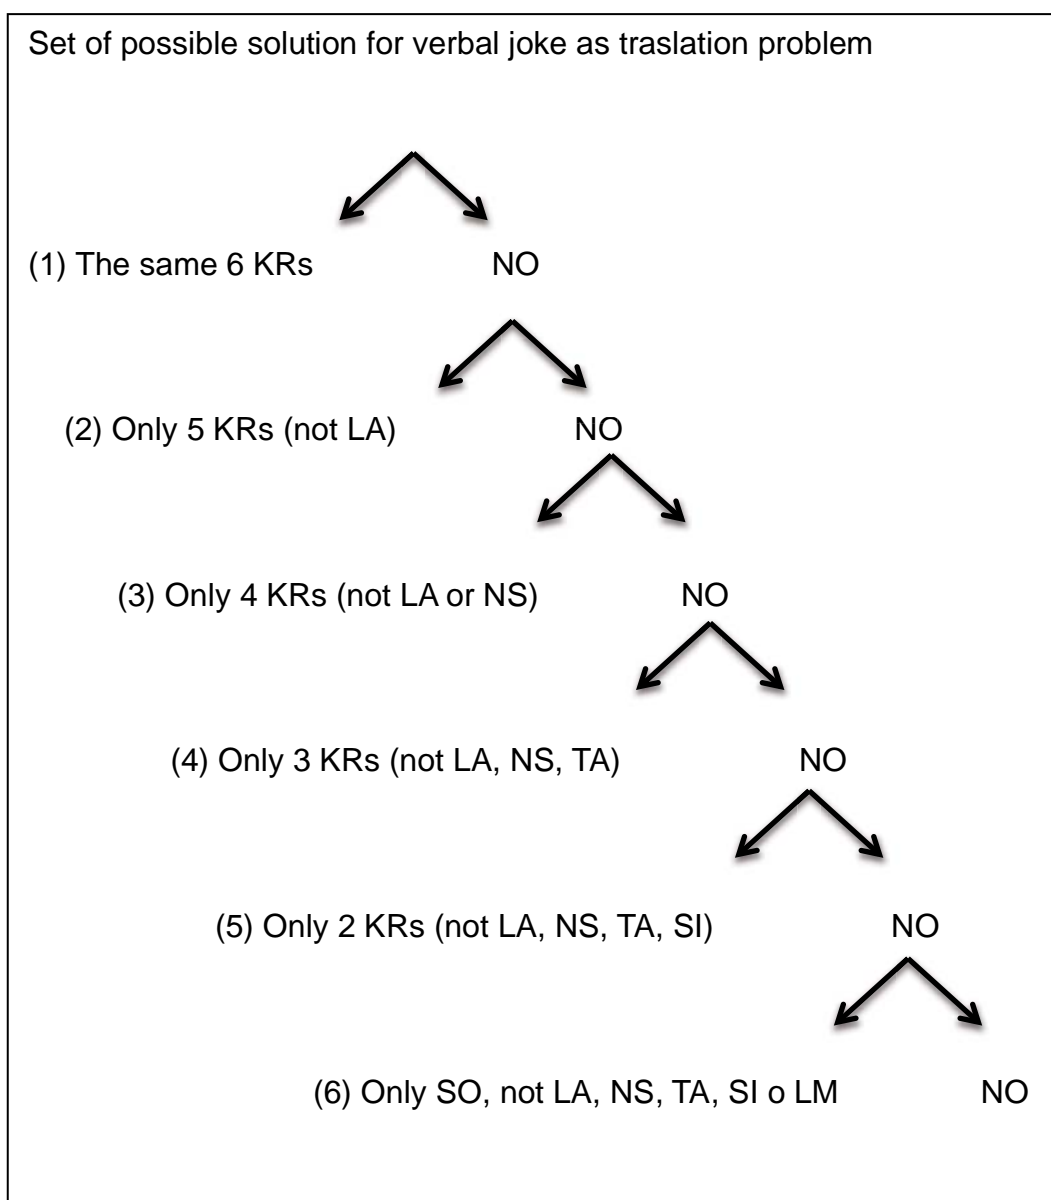 Set of possible solution for verbal joke as traslation problem
(1) The same 6 KRs NO
(2) Only 5 KRs (not LA) NO
(3) Only 4 KRs (not LA or NS) NO
(4) Only 3 KRs (not LA, NS, TA) NO
(5) Only 2 KRs (not LA, NS, TA, SI) NO
(6) Only SO, not LA, NS, TA, SI o LM NO